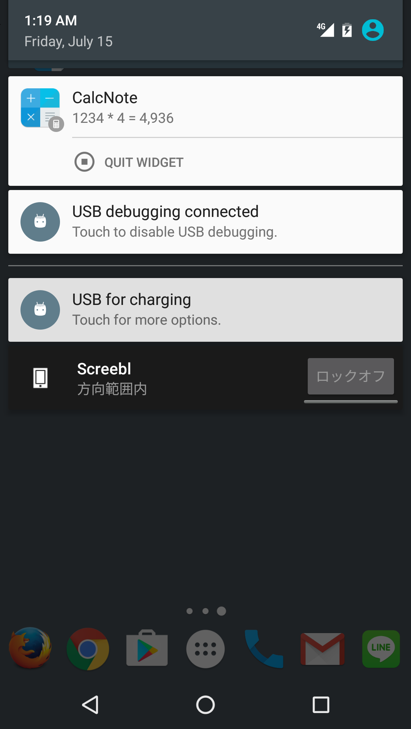 1:19 AM
4G
Friday, July 15
CalcNote
1234 * 4 = 4,936
QUIT WIDGET
USB debugging connected
Touch to disable USB debugging.
USB for charging
Touch for more options.
Screebl
方向範囲内
ロックオフ
LINE